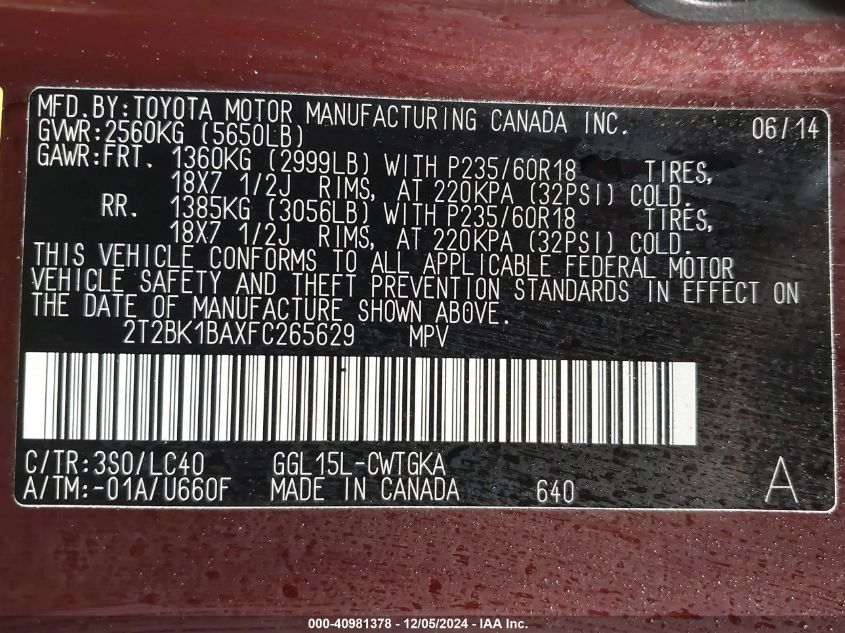 MFD.BY:TOYOTA MOTOR MANUFACTURING CANADA INC. 06/14
GVWR:2560KG (5650LB)
GAWR:FRT. 1360KG (2999LB) WITH P235/60R18 TIRES,
18X7 1/2J RIMS, AT 220KPA (32PSI) COLD.
RR. 1385KG (3056LB) WITH P235/60R18 TIRES,
18X7 1/2J RIMS, AT 220KPA (32PSI) COLD.
THIS VEHICLE CONFORMS TO ALL APPLICABLE FEDERAL MOTOR
VEHICLE SAFETY AND THEFT PREVENTION STANDARDS IN EFFECT ON
THE DATE OF MANUFACTURE SHOWN ABOVE.
2T2BK1BAXFC265629 MPV
C/TR:3S0/LC40 GGL15L-CWTGKA
A/TM:-01A/U660F MADE IN CANADA 640 A
000-40981378 - 12/05/2024 - IAA Inc.